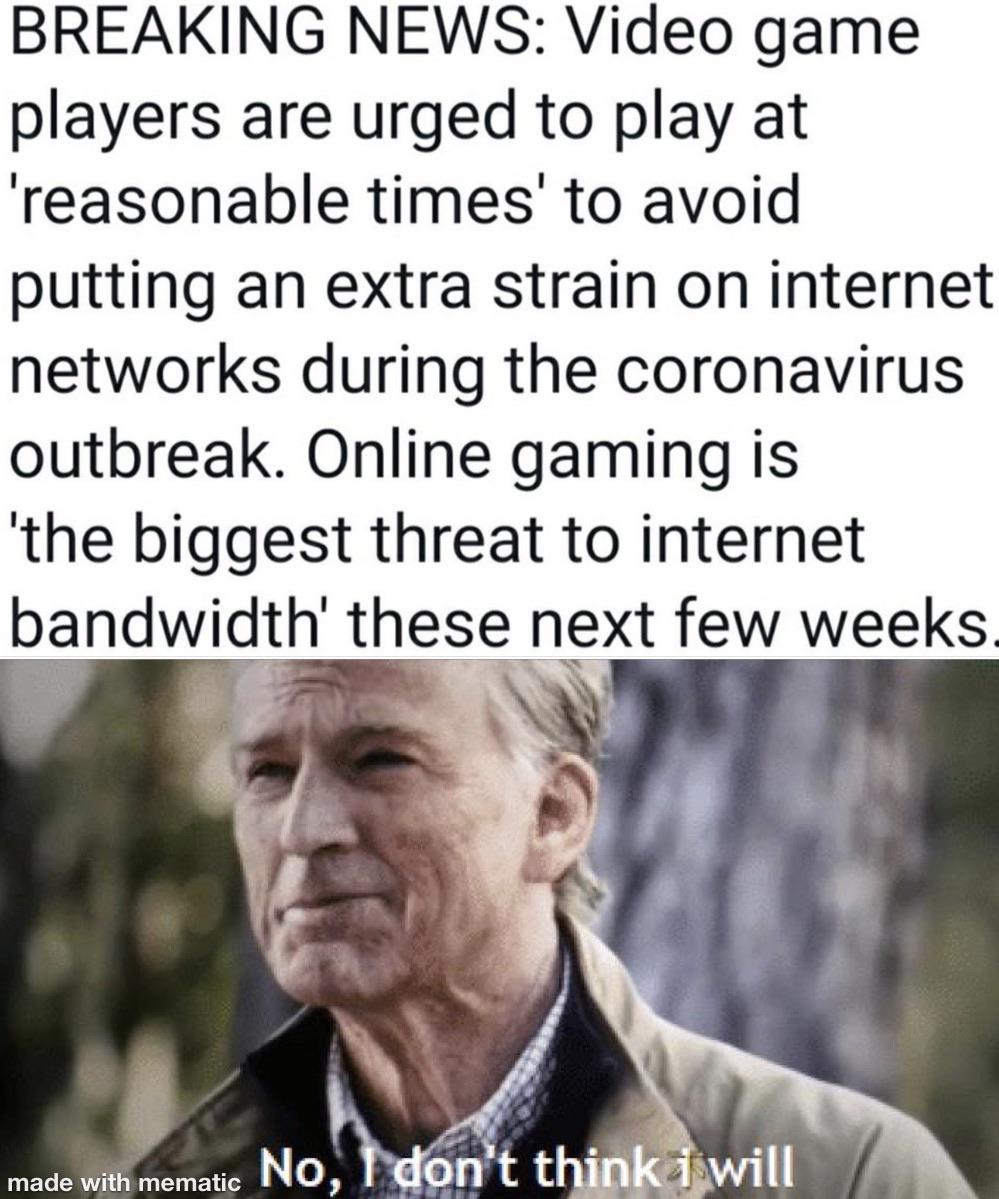 BREAKING NEWS: Video game
players are urged to play at
'reasonable times' to avoid
putting an extra strain on internet
networks during the coronavirus
outbreak. Online gaming is
'the biggest threat to internet
bandwidth' these next few weeks.
No, I don't think i will
made with mematic